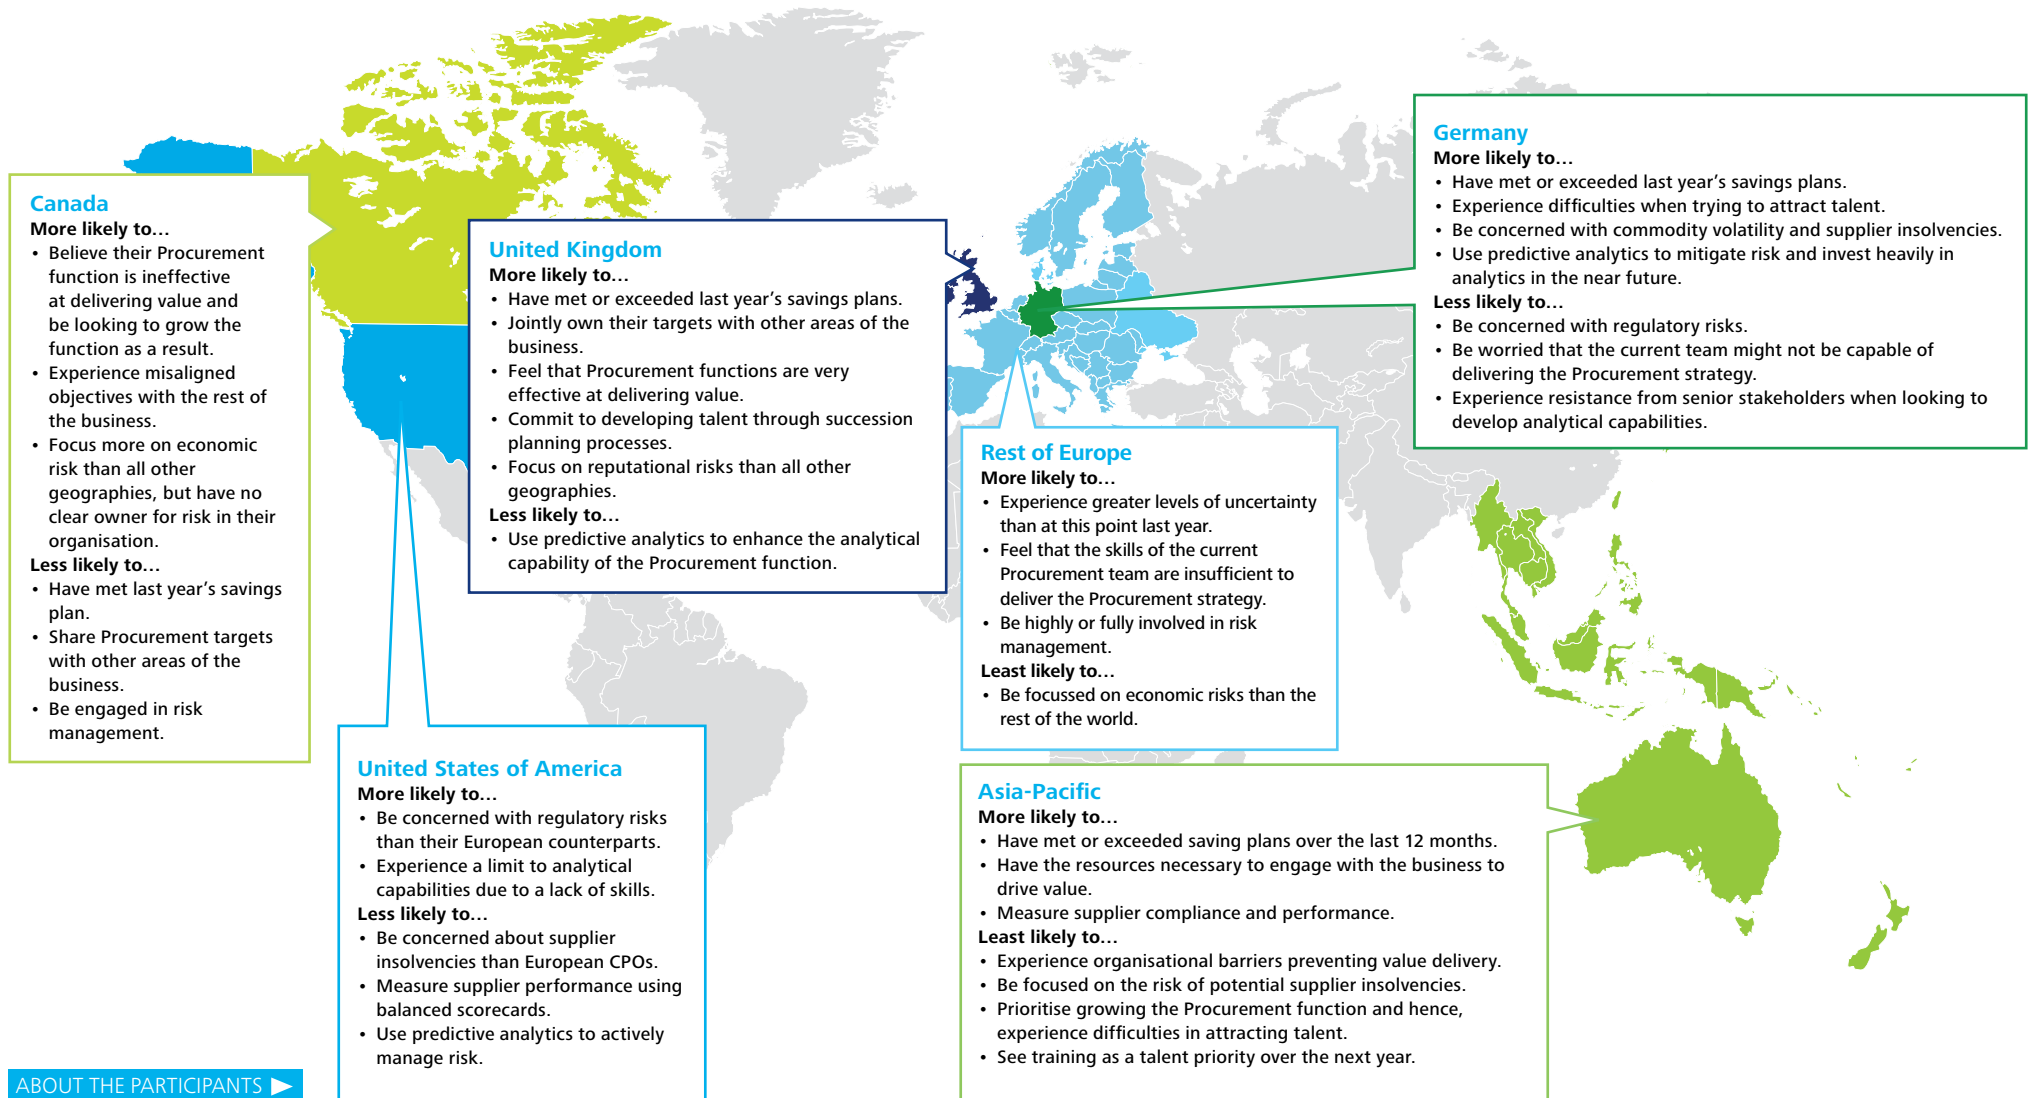 Canada
More likely to…
• Believe their Procurement
function is ineffective
at delivering value and
be looking to grow the
function as a result.
• Experience misaligned
objectives with the rest of
the business.
• Focus more on economic
risk than all other
geographies, but have no
clear owner for risk in their
organisation.
Less likely to…
• Have met last year’s savings
plan.
• Share Procurement targets
with other areas of the
business.
• Be engaged in risk
management.
United States of America
More likely to…
• Be concerned with regulatory risks
than their European counterparts.
• Experience a limit to analytical
capabilities due to a lack of skills.
Less likely to…
• Be concerned about supplier
insolvencies than European CPOs.
• Measure supplier performance using
balanced scorecards.
• Use predictive analytics to actively
manage risk.
United Kingdom
More likely to…
• Have met or exceeded last year’s savings plans.
• Jointly own their targets with other areas of the
business.
• Feel that Procurement functions are very
effective at delivering value.
• Commit to developing talent through succession
planning processes.
• Focus on reputational risks than all other
geographies.
Less likely to…
• Use predictive analytics to enhance the analytical
capability of the Procurement function.
Rest of Europe
More likely to…
• Experience greater levels of uncertainty
than at this point last year.
• Feel that the skills of the current
Procurement team are insufficient to
deliver the Procurement strategy.
• Be highly or fully involved in risk
management.
Least likely to…
• Be focussed on economic risks than the
rest of the world.
Germany
More likely to…
• Have met or exceeded last year’s savings plans.
• Experience difficulties when trying to attract talent.
• Be concerned with commodity volatility and supplier insolvencies.
• Use predictive analytics to mitigate risk and invest heavily in
analytics in the near future.
Less likely to…
• Be concerned with regulatory risks.
• Be worried that the current team might not be capable of
delivering the Procurement strategy.
• Experience resistance from senior stakeholders when looking to
develop analytical capabilities.
Asia-Pacific
More likely to…
• Have met or exceeded saving plans over the last 12 months.
• Have the resources necessary to engage with the business to
drive value.
• Measure supplier compliance and performance.
Least likely to…
• Experience organisational barriers preventing value delivery.
• Be focused on the risk of potential supplier insolvencies.
• Prioritise growing the Procurement function and hence,
experience difficulties in attracting talent.
• See training as a talent priority over the next year.
ABOUT THE PARTICIPANTS